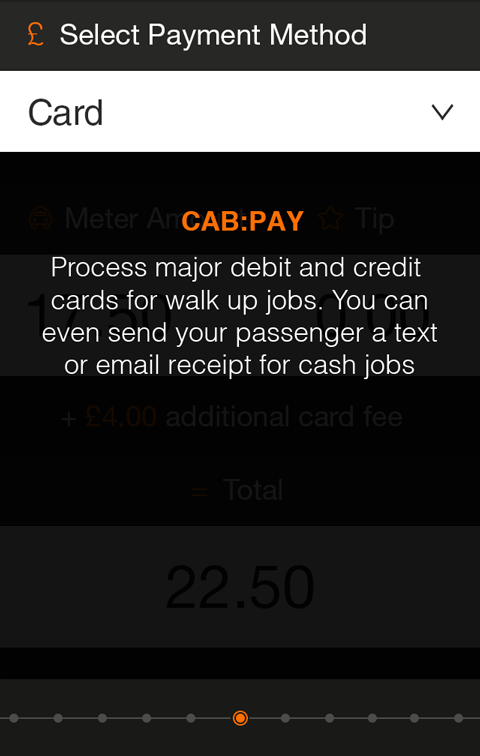 £ Select Payment Method
Card
Meter Tip
CAB:PAY
Process major debit and credit
cards for walk up jobs. You can
even send your passenger a text
or email receipt for cash jobs
+ £4.00 additional card fee
= Total
22.50